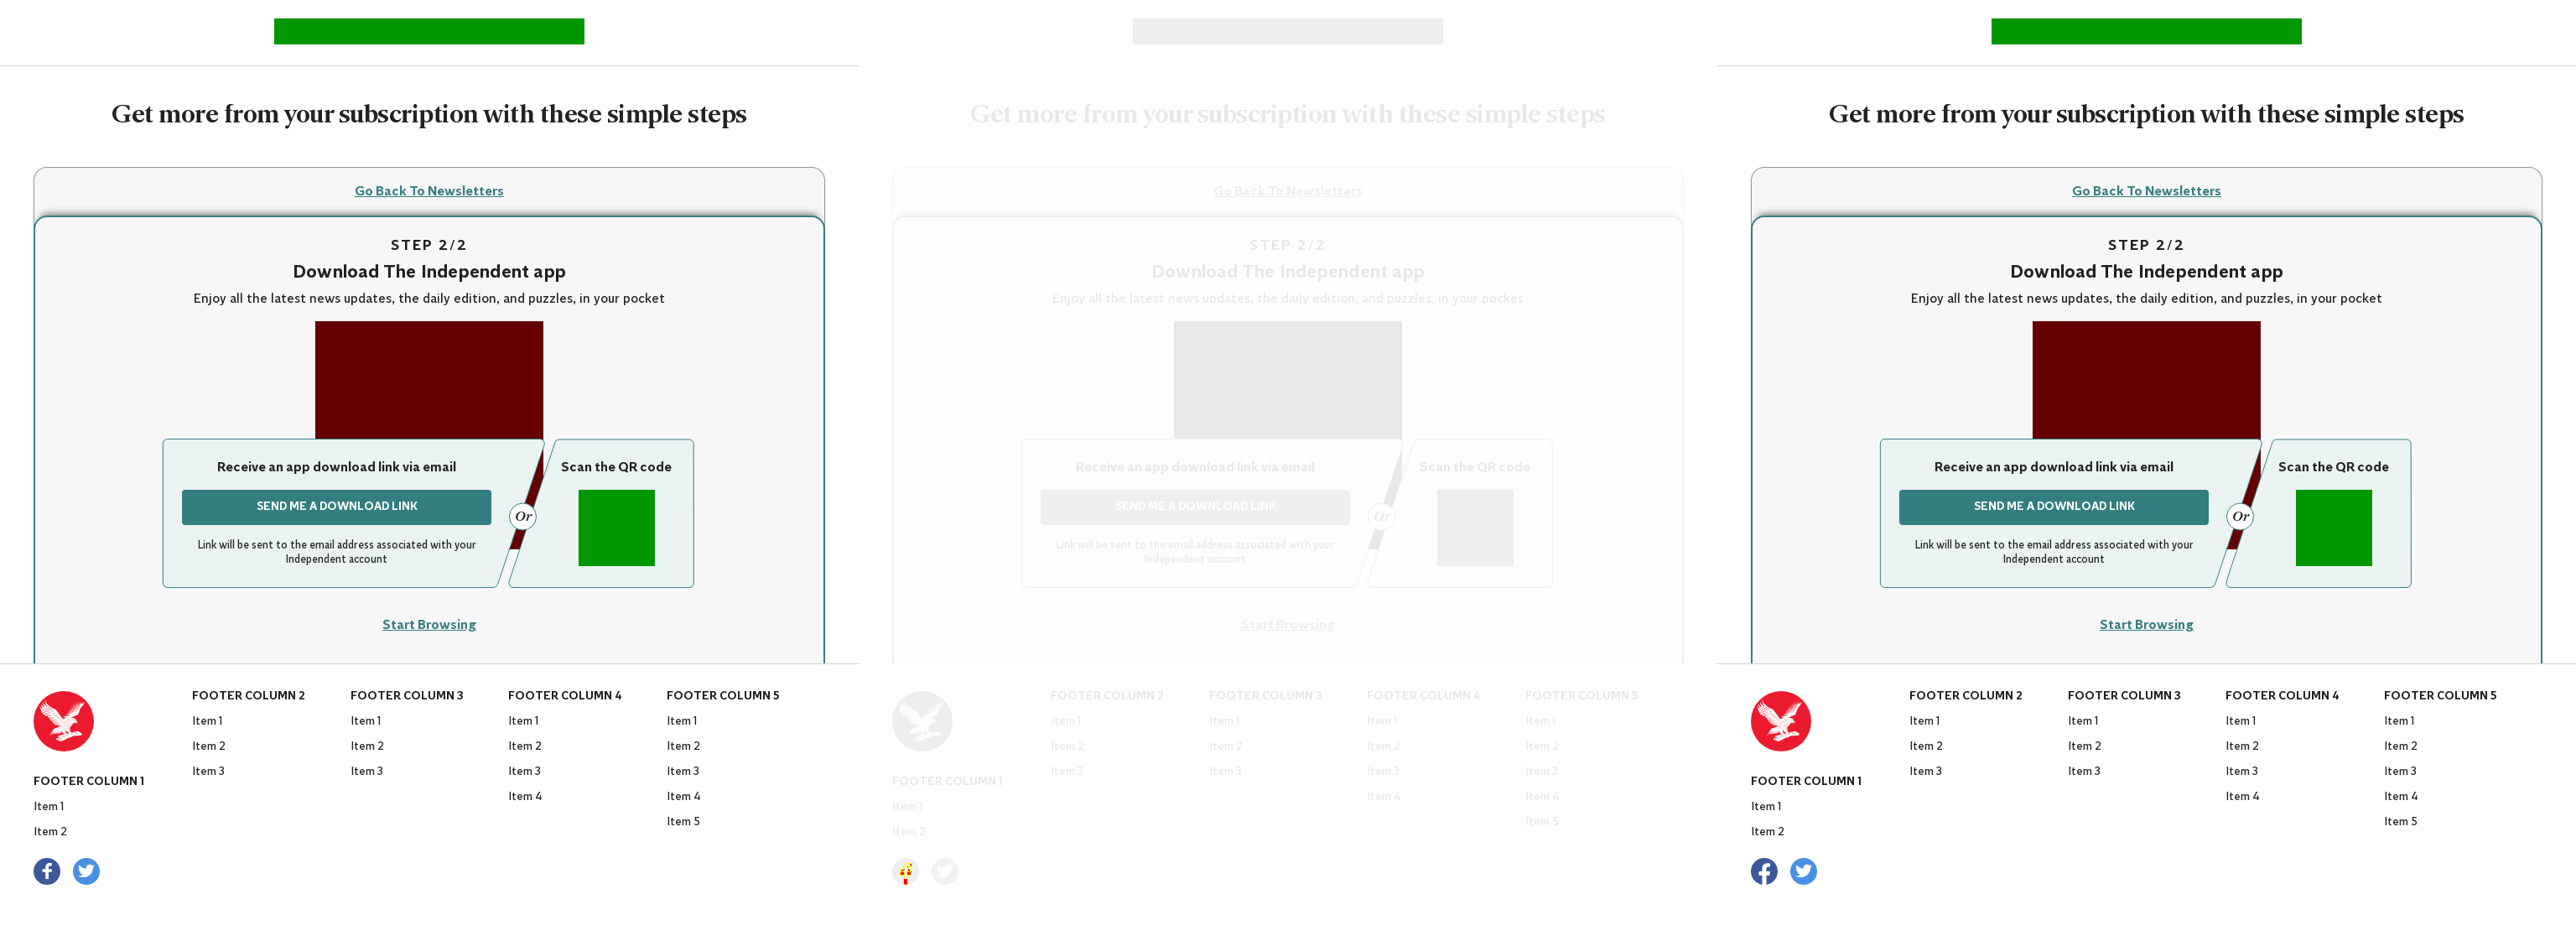 Get more from your subscription with these simple steps
Go Back To Newsletters
STEP 2/2
Download The Independent app
Enjoy all the latest news updates, the daily edition, and puzzles, in your pocket
Receive an app download link via email
SEND ME A DOWNLOAD LINK
Link will be sent to the email address associated with your
Independent account
Or
Scan the QR code
Start Browsing
FOOTER COLUMN 1
Item 1
Item 2
FOOTER COLUMN 2
Item 1
Item 2
Item 3
FOOTER COLUMN 3
Item 1
Item 2
Item 3
FOOTER COLUMN 4
Item 1
Item 2
Item 3
Item 4
FOOTER COLUMN 5
Item 1
Item 2
Item 3
Item 4
Item 5
Get more from your subscription with these simple steps
Go Back To Newsletters
STEP 2/2
Download The Independent app
Enjoy all the latest news updates, the daily edition, and puzzles, in your pocket
Receive an app download link via email
SEND ME A DOWNLOAD LINK
Link will be sent to the email address associated with your
Independent account
Or
Scan the QR code
Start Browsing
FOOTER COLUMN 1
Item 1
Item 2
FOOTER COLUMN 2
Item 1
Item 2
Item 3
FOOTER COLUMN 3
Item 1
Item 2
Item 3
FOOTER COLUMN 4
Item 1
Item 2
Item 3
Item 4
FOOTER COLUMN 5
Item 1
Item 2
Item 3
Item 4
Item 5
Get more from your subscription with these simple steps
Go Back To Newsletters
STEP 2/2
Download The Independent app
Enjoy all the latest news updates, the daily edition, and puzzles, in your pocket
Receive an app download link via email
SEND ME A DOWNLOAD LINK
Link will be sent to the email address associated with your
Independent account
Or
Scan the QR code
Start Browsing
FOOTER COLUMN 1
Item 1
Item 2
FOOTER COLUMN 2
Item 1
Item 2
Item 3
FOOTER COLUMN 3
Item 1
Item 2
Item 3
FOOTER COLUMN 4
Item 1
Item 2
Item 3
Item 4
FOOTER COLUMN 5
Item 1
Item 2
Item 3
Item 4
Item 5